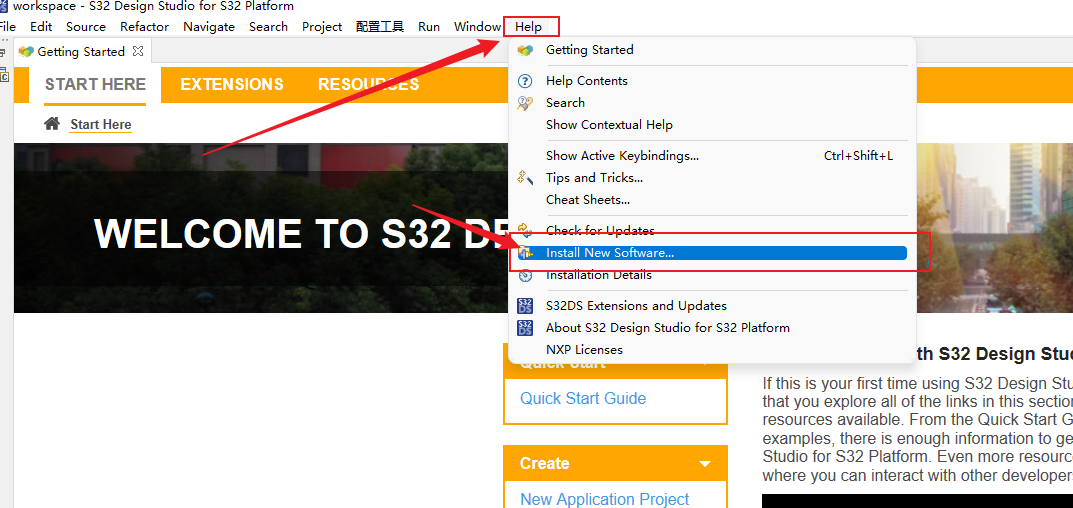 workspace - S32 Design Studio for S32 Platform
File Edit Source Refactor Navigate Search Project 配置工具 Run Window Help
Getting Started
START HERE EXTENSIONS RESOURCES
Start Here
WELCOME TO S32 DE
Getting Started
Help Contents
Search
Show Contextual Help
Show Active Keybindings... Ctrl+Shift+L
Tips and Tricks...
Cheat Sheets...
Check for Updates
Install New Software...
Installation Details
S32DS Extensions and Updates
About S32 Design Studio for S32 Platform
NXP Licenses
Quick Start
Quick Start Guide
Create
New Application Project
th S32 Design Stu
If this is your first time using S32 Design Stu
that you explore all of the links in this section
resources available. From the Quick Start G
examples, there is enough information to ge
Studio for S32 Platform. Even more resourc
where you can interact with other developers